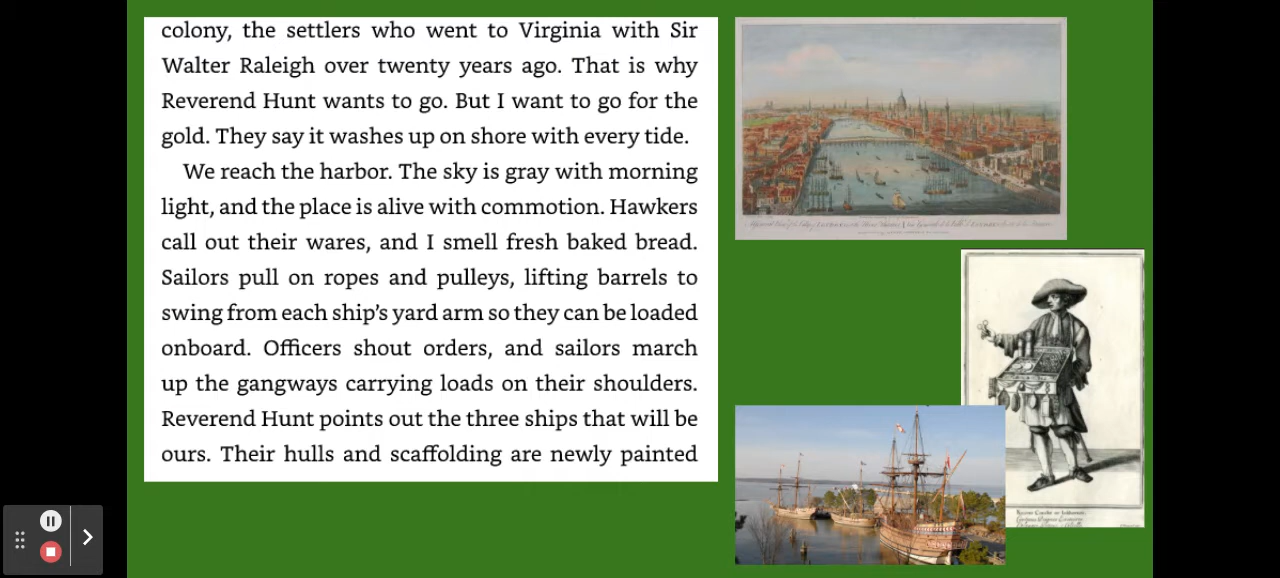 colony, the settlers who went to Virginia with Sir
Walter Raleigh over twenty years ago. That is why
Reverend Hunt wants to go. But I want to go for the
gold. They say it washes up on shore with every tide.
We reach the harbor. The sky is gray with morning
light, and the place is alive with commotion. Hawkers
call out their wares, and I smell fresh baked bread.
Sailors pull on ropes and pulleys, lifting barrels to
swing from each ship’s yard arm so they can be loaded
onboard. Officers shout orders, and sailors march
up the gangways carrying loads on their shoulders.
Reverend Hunt points out the three ships that will be
ours. Their hulls and scaffolding are newly painted